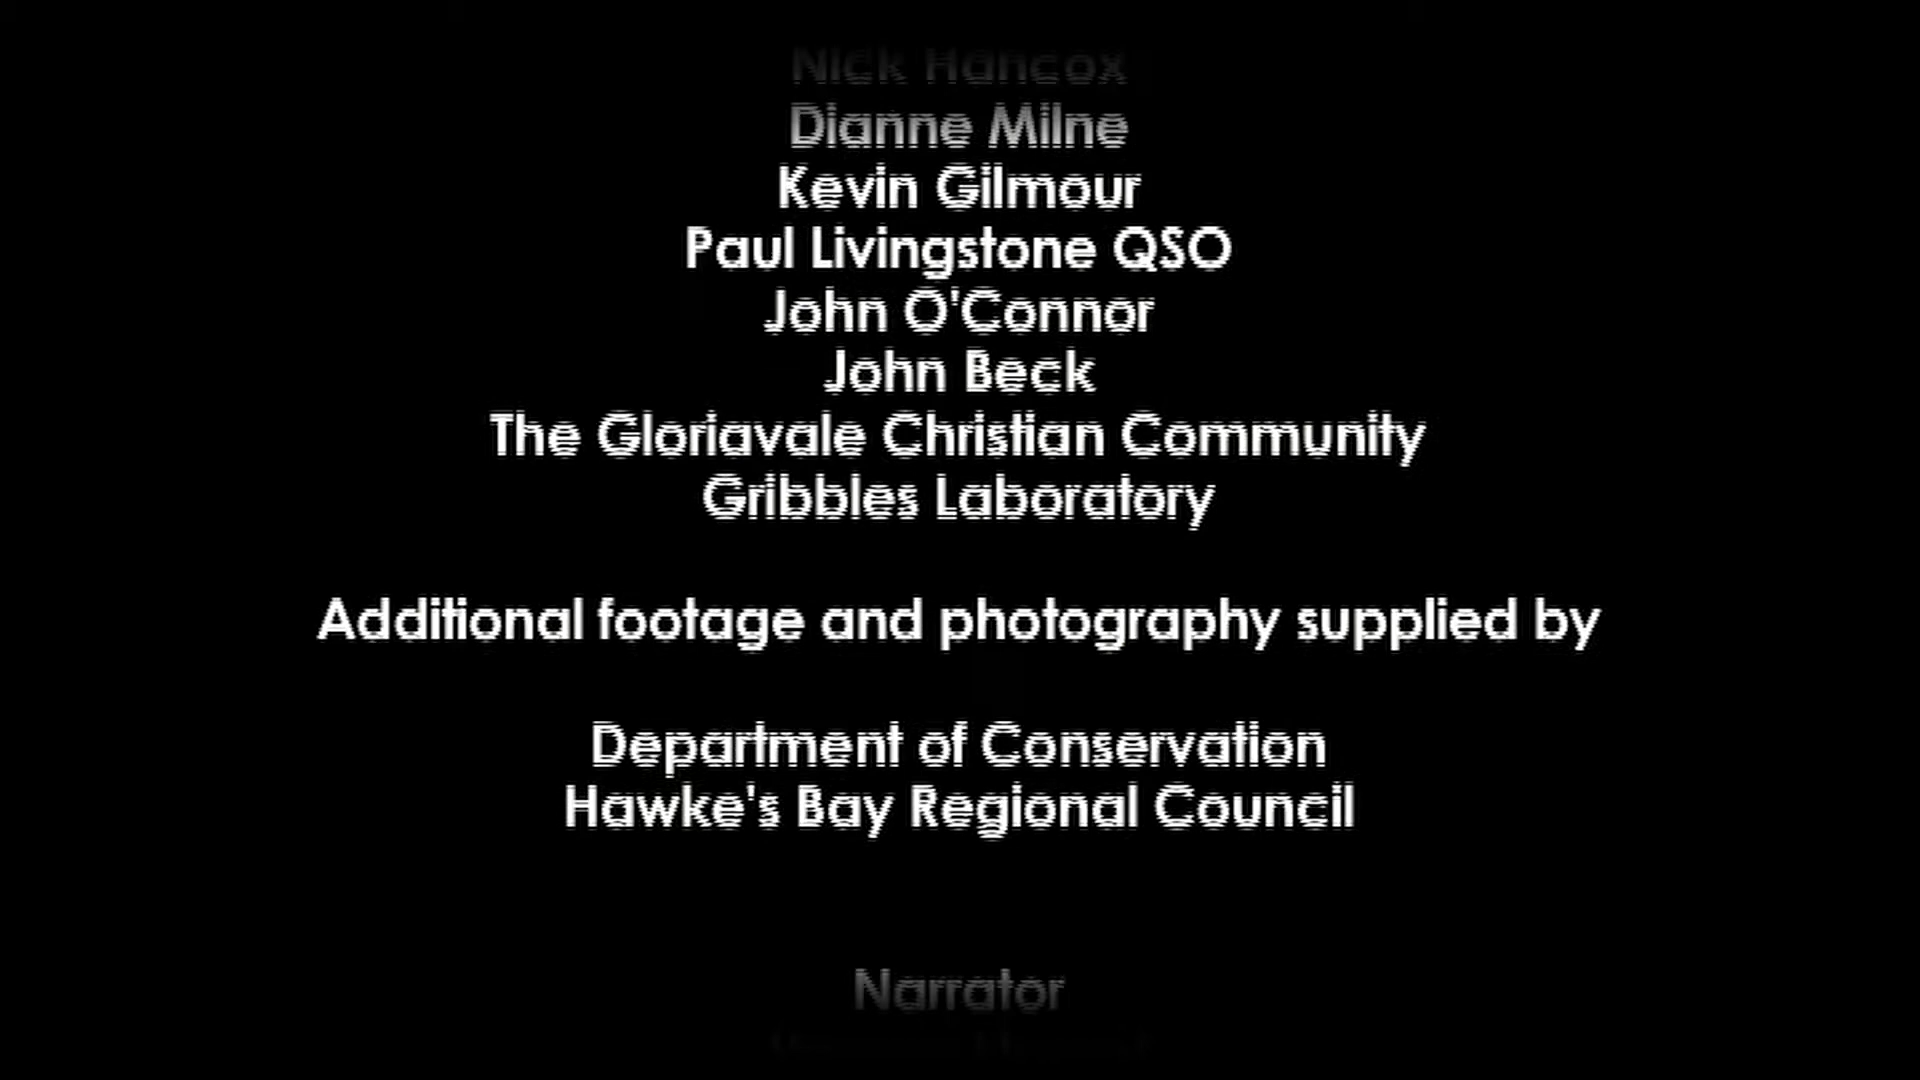 Nick Hancox
Dianne Milne
Kevin Gilmour
Paul Livingstone QSO
John O'Connor
John Beck
The Gloriavale Christian Community
Gribbles Laboratory
Additional footage and photography supplied by
Department of Conservation
Hawke's Bay Regional Council
Narrator